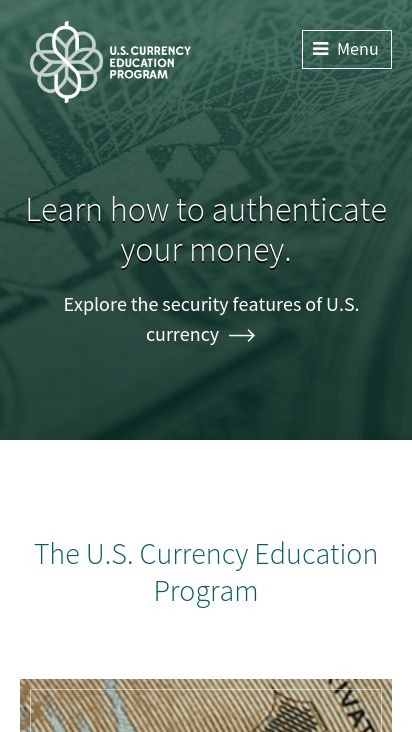 U.S. CURRENCY
EDUCATION
PROGRAM
Menu
Learn how to authenticate
your money.
Explore the security features of U.S.
currency
The U.S. Currency Education
Program